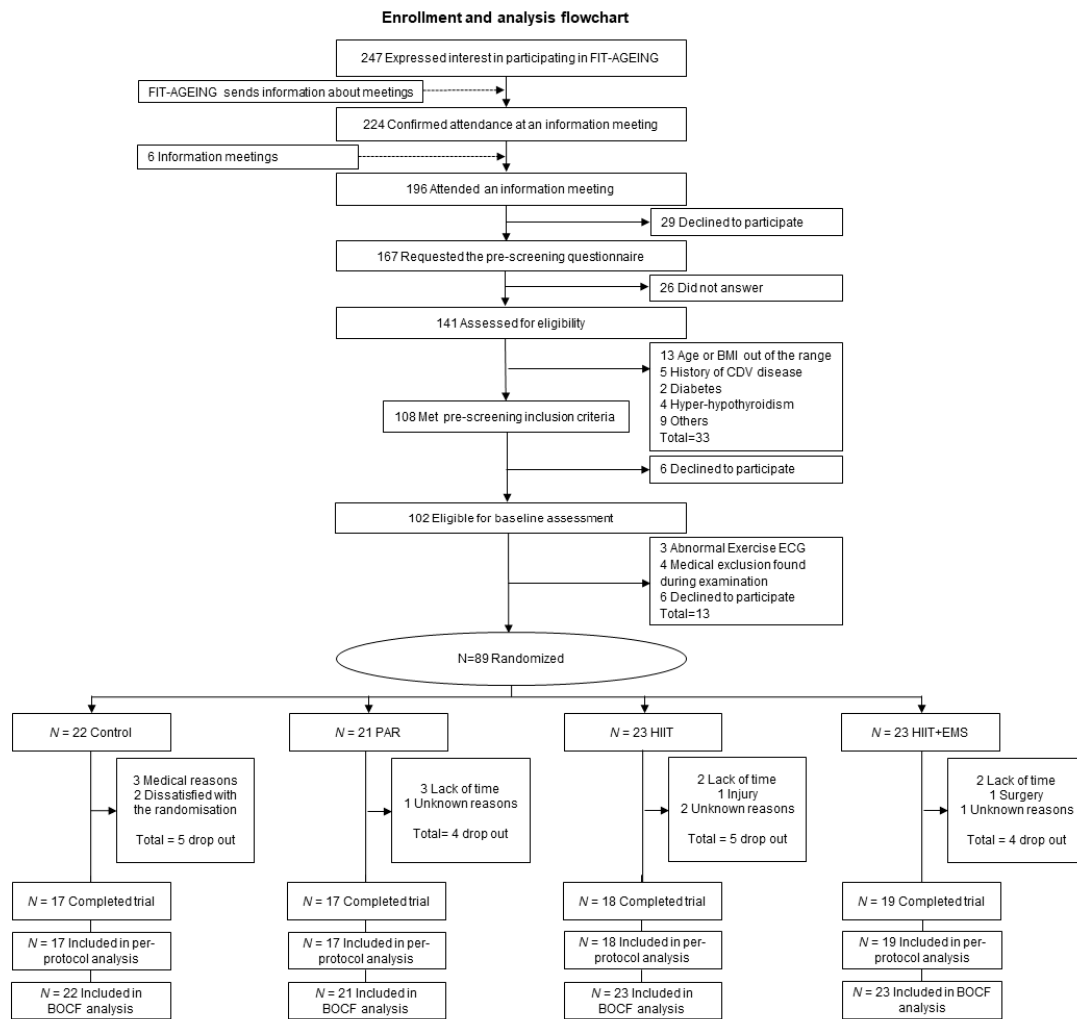 Enrollment and analysis flowchart
247 Expressed interest in participating in FIT-AGEING
FIT-AGEING sends information about meetings
224 Confirmed attendance at an information meeting
6 Information meetings
196 Attended an information meeting
29 Declined to participate
167 Requested the pre-screening questionnaire
26 Did not answer
141 Assessed for eligibility
13 Age or BMI out of the range
5 History of CDV disease
2 Diabetes
4 Hyper-hypothyroidism
9 Others
Total=33
108 Met pre-screening inclusion criteria
6 Declined to participate
102 Eligible for baseline assessment
3 Abnormal Exercise ECG
4 Medical exclusion found
during examination
6 Declined to participate
Total=13
N=89 Randomized
N = 22 Control
N = 21 PAR
N = 23 HIIT
N = 23 HIIT+EMS
3 Medical reasons
2 Dissatisfied with
the randomisation
Total = 5 drop out
3 Lack of time
1 Unknown reasons
Total= 4 drop out
2 Lack of time
1 Injury
2 Unknown reasons
Total = 5 drop out
2 Lack of time
1 Surgery
1 Unknown reasons
Total = 4 drop out
N = 17 Completed trial
N = 17 Completed trial
N = 18 Completed trial
N = 19 Completed trial
N = 17 Included in per-
protocol analysis
N = 17 Included in per-
protocol analysis
N = 18 Included in per-
protocol analysis
N = 19 Included in per-
protocol analysis
N = 22 Included in
BOCF analysis
N = 21 Included in
BOCF analysis
N = 23 Included in
BOCF analysis
N = 23 Included in BOCF
analysis